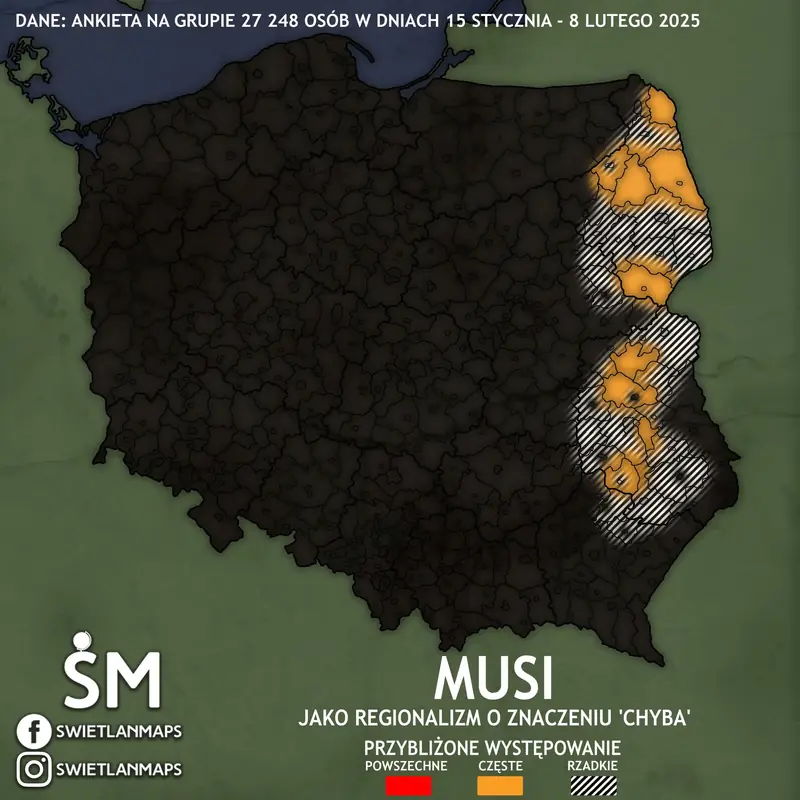 DANE: ANKIETA NA GRUPIE 27 248 OSÓB W DNIACH 15 STYCZNIA - 8 LUTEGO 2025
ŚM
SWIETLANMAPS
SWIETLANMAPS
MUSI
JAKO REGIONALIZM O ZNACZENIU 'CHYBA'
PRZYBLIŻONE WYSTĘPOWANIE
POWSZECHNE CZĘSTE RZADKIE